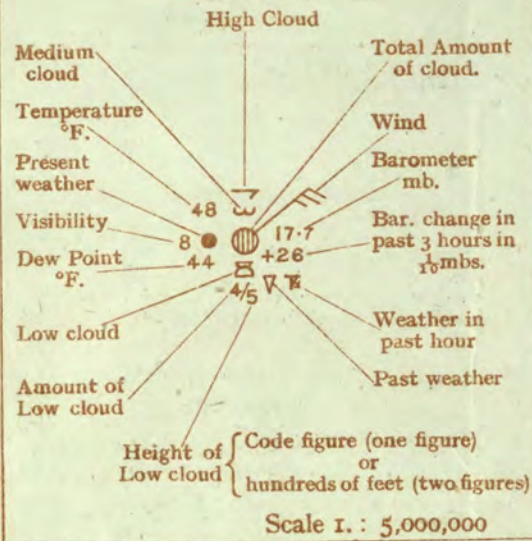 High Cloud
Medium
cloud
Total Amount
of cloud.
Temperature
°F.
Wind
Present
weather
Barometer
mb.
48
Visibility
8
17.7
Bar. change in
past 3 hours in
1/10 mbs.
Dew Point
°F.
44
+26
4/5
Low cloud
Weather in
past hour
Amount of
Low cloud
Past weather
Height of
Low cloud
Code figure (one figure)
or
hundreds of feet (two figures)
Scale 1. : 5,000,000